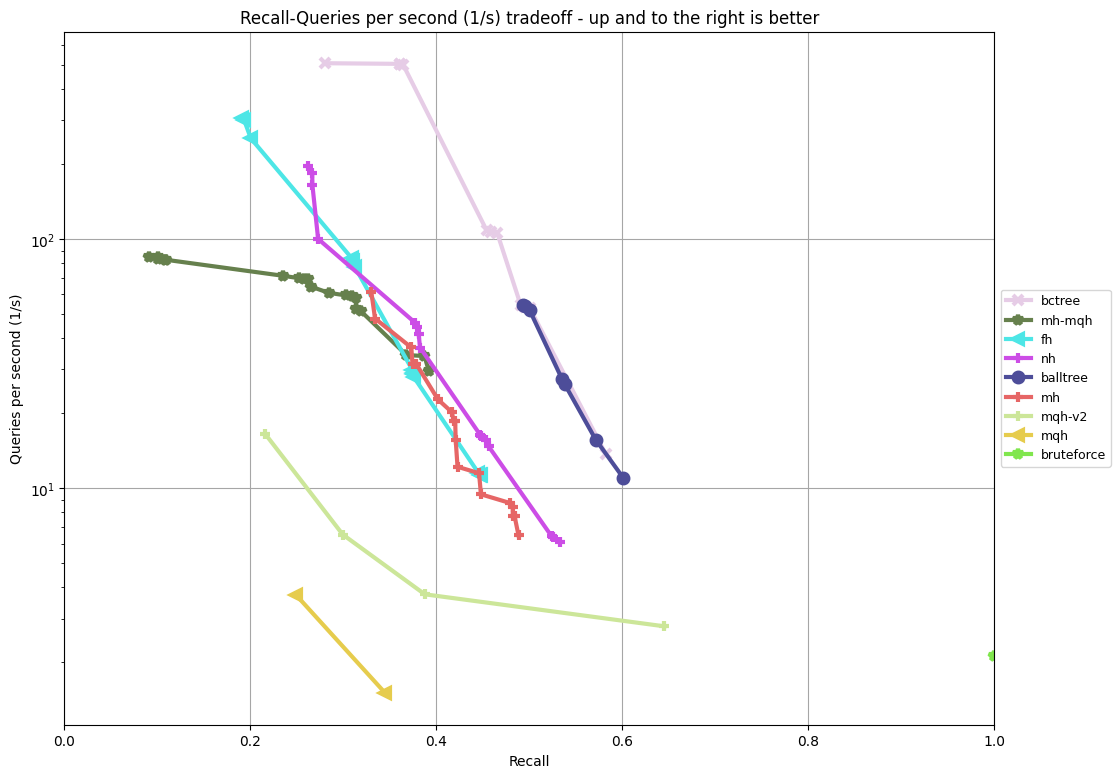 Recall-Queries per second (1/s) tradeoff - up and to the right is better
Queries per second (1/s)
10²
10¹
0.0 0.2 0.4 0.6 0.8 1.0
Recall
bctree
mh-mqh
fh
nh
balltree
mh
mqh-v2
mqh
bruteforce